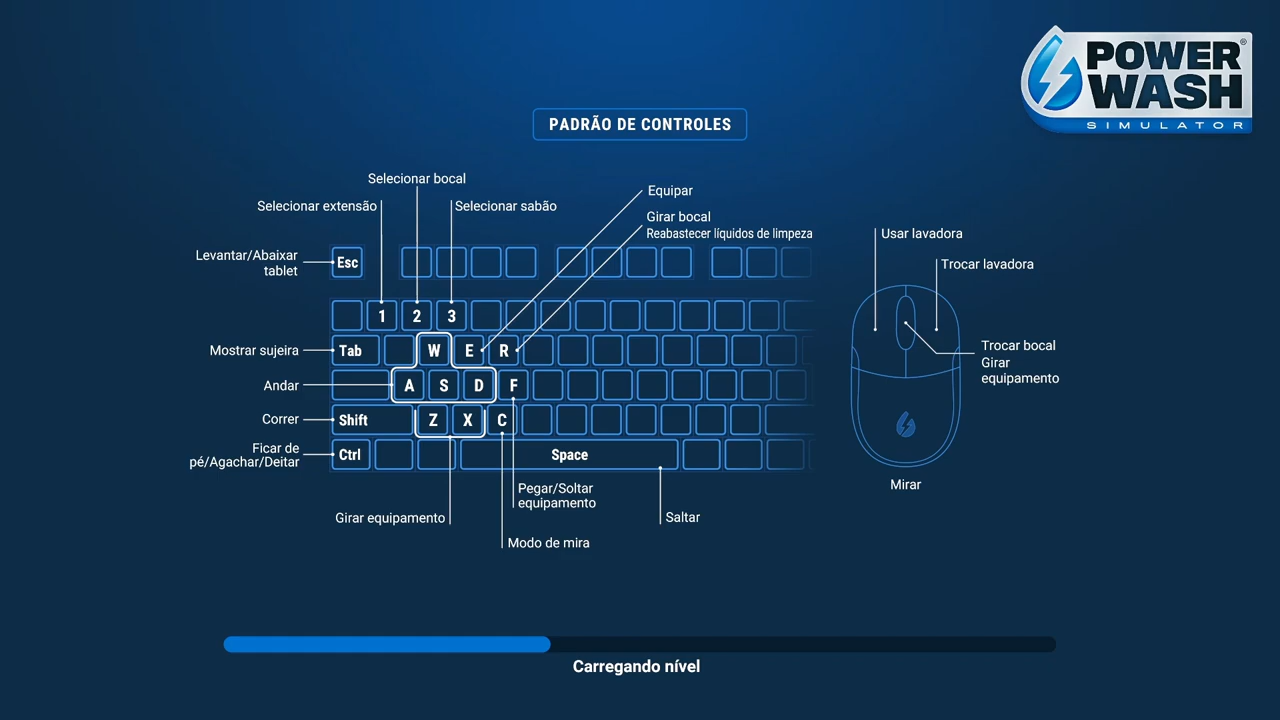 POWER
WASH
SIMULATOR
PADRÃO DE CONTROLES
Selecionar bocal
Selecionar extensão
Selecionar sabão
Equipar
Girar bocal
Reabastecer líquidos de limpeza
Levantar/Abaixar
tablet
Esc
1 2 3
Mostrar sujeira
Tab W E R
Andar
A S D F
Correr
Shift Z X C
Ficar de
pé/Agachar/Deitar
Ctrl Space
Girar equipamento
Pegar/Soltar
equipamento
Modo de mira
Saltar
Usar lavadora
Trocar lavadora
Trocar bocal
Girar
equipamento
Mirar
Carregando nível